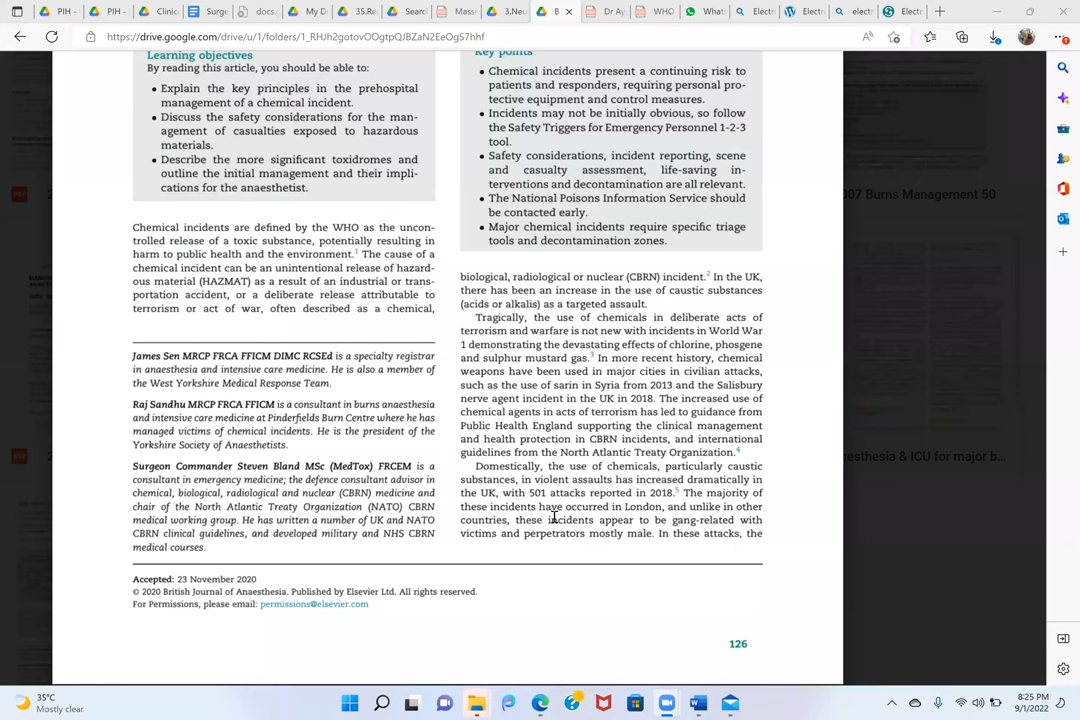 PIH -
PIH -
Clinic
Surge
docs.
My D
35.Re
Searc
Massi
3.Neu
B
Dr Ay
WHO
What
Electr
Electr
electr
Electr
https://drive.google.com/drive/u/1/folders/1_RHJh2gotovOOgtpQJBZaN2EeOgS7hhf
Learning objectives
By reading this article, you should be able to:
• Explain the key principles in the prehospital
management of a chemical incident.
• Discuss the safety considerations for the man-
agement of casualties exposed to hazardous
materials.
• Describe the more significant toxidromes and
outline the initial management and their impli-
cations for the anaesthetist.
Chemical incidents are defined by the WHO as the uncon-
trolled release of a toxic substance, potentially resulting in
harm to public health and the environment.1 The cause of a
chemical incident can be an unintentional release of hazard-
ous material (HAZMAT) as a result of an industrial or trans-
portation accident, or a deliberate release attributable to
terrorism or act of war, often described as a chemical,
James Sen MRCP FRCA FFICM DIMC RCSEd is a specialty registrar
in anaesthesia and intensive care medicine. He is also a member of
the West Yorkshire Medical Response Team.
Raj Sandhu MRCP FRCA FFICM is a consultant in burns anaesthesia
and intensive care medicine at Pinderfields Burn Centre where he has
managed victims of chemical incidents. He is the president of the
Yorkshire Society of Anaesthetists.
Surgeon Commander Steven Bland MSc (MedTox) FRCEM is a
consultant in emergency medicine; the defence consultant advisor in
chemical, biological, radiological and nuclear (CBRN) medicine and
chair of the North Atlantic Treaty Organization (NATO) CBRN
medical working group. He has written a number of UK and NATO
CBRN clinical guidelines, and developed military and NHS CBRN
medical courses.
Key points
• Chemical incidents present a continuing risk to
patients and responders, requiring personal pro-
tective equipment and control measures.
• Incidents may not be initially obvious, so follow
the Safety Triggers for Emergency Personnel 1-2-3
tool.
• Safety considerations, incident reporting, scene
and casualty assessment, life-saving in-
terventions and decontamination are all relevant.
• The National Poisons Information Service should
be contacted early.
• Major chemical incidents require specific triage
tools and decontamination zones.
biological, radiological or nuclear (CBRN) incident.2 In the UK,
there has been an increase in the use of caustic substances
(acids or alkalis) as a targeted assault.
Tragically, the use of chemicals in deliberate acts of
terrorism and warfare is not new with incidents in World War
1 demonstrating the devastating effects of chlorine, phosgene
and sulphur mustard gas.3 In more recent history, chemical
weapons have been used in major cities in civilian attacks,
such as the use of sarin in Syria from 2013 and the Salisbury
nerve agent incident in the UK in 2018. The increased use of
chemical agents in acts of terrorism has led to guidance from
Public Health England supporting the clinical management
and health protection in CBRN incidents, and international
guidelines from the North Atlantic Treaty Organization.4
Domestically, the use of chemicals, particularly caustic
substances, in violent assaults has increased dramatically in
the UK, with 501 attacks reported in 2018.5 The majority of
these incidents have occurred in London, and unlike in other
countries, these incidents appear to be gang-related with
victims and perpetrators mostly male. In these attacks, the
Accepted: 23 November 2020
© 2020 British Journal of Anaesthesia. Published by Elsevier Ltd. All rights reserved.
For Permissions, please email: permissions@elsevier.com
126
007 Burns Management 50
esthesia & ICU for major b...
PDF
PDF
35°C
Mostly clear
8:25 PM
9/1/2022